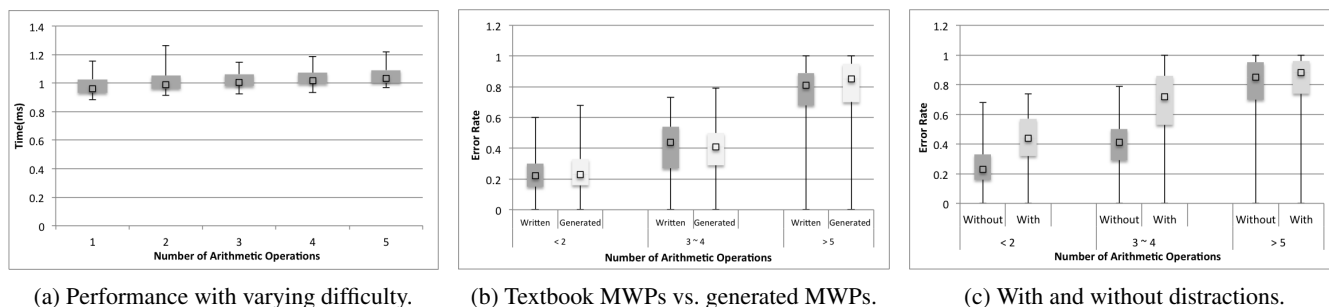 1.4
1.2
1
0.8
0.6
0.4
0.2
0
Time(ms)
1 2 3 4 5
Number of Arithmetic Operations
(a) Performance with varying difficulty.
1.2
1
0.8
0.6
0.4
0.2
0
Error Rate
Written Generated Written Generated Written Generated
< 2 3 ~ 4 > 5
Number of Arithmetic Operations
(b) Textbook MWPs vs. generated MWPs.
1.2
1
0.8
0.6
0.4
0.2
0
Error Rate
Without With Without With Without With
< 2 3 ~ 4 > 5
Number of Arithmetic Operations
(c) With and without distractions.